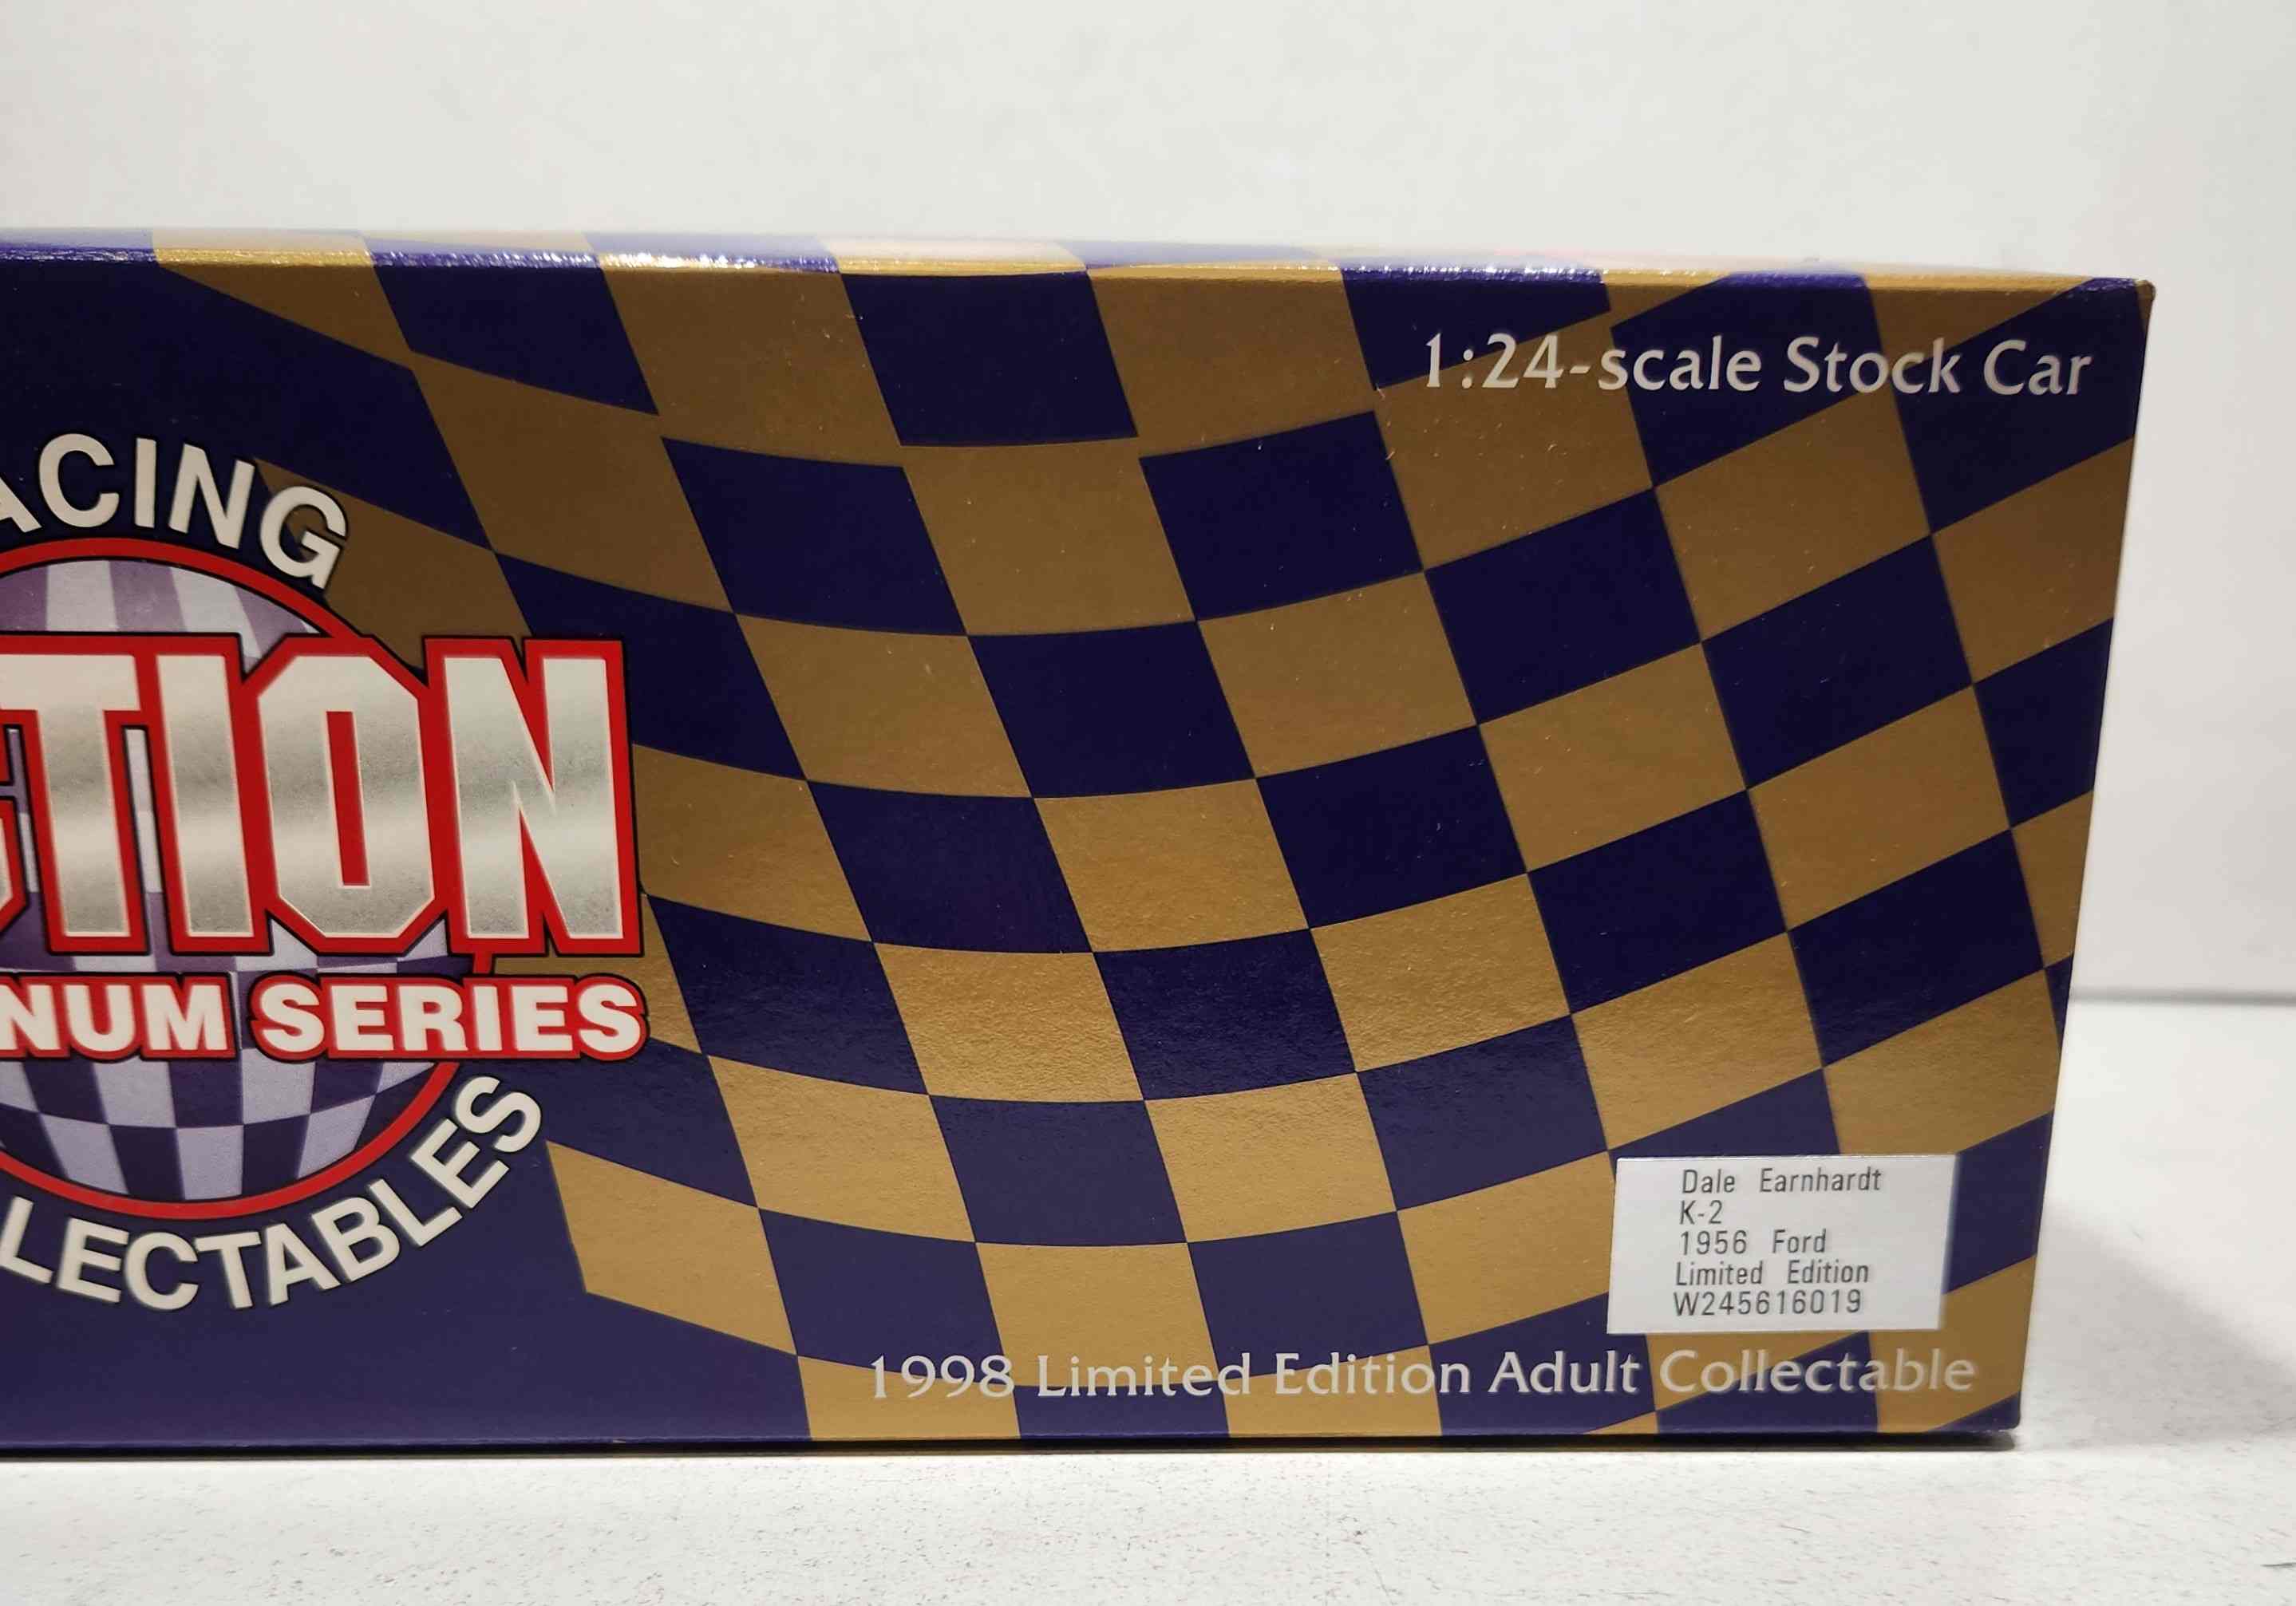 1:24-scale Stock Car
ACING
CTION
NUM SERIES
LECTABLES
Dale Earnhardt
K-2
1956 Ford
Limited Edition
W245616019
1998 Limited Edition Adult Collectable